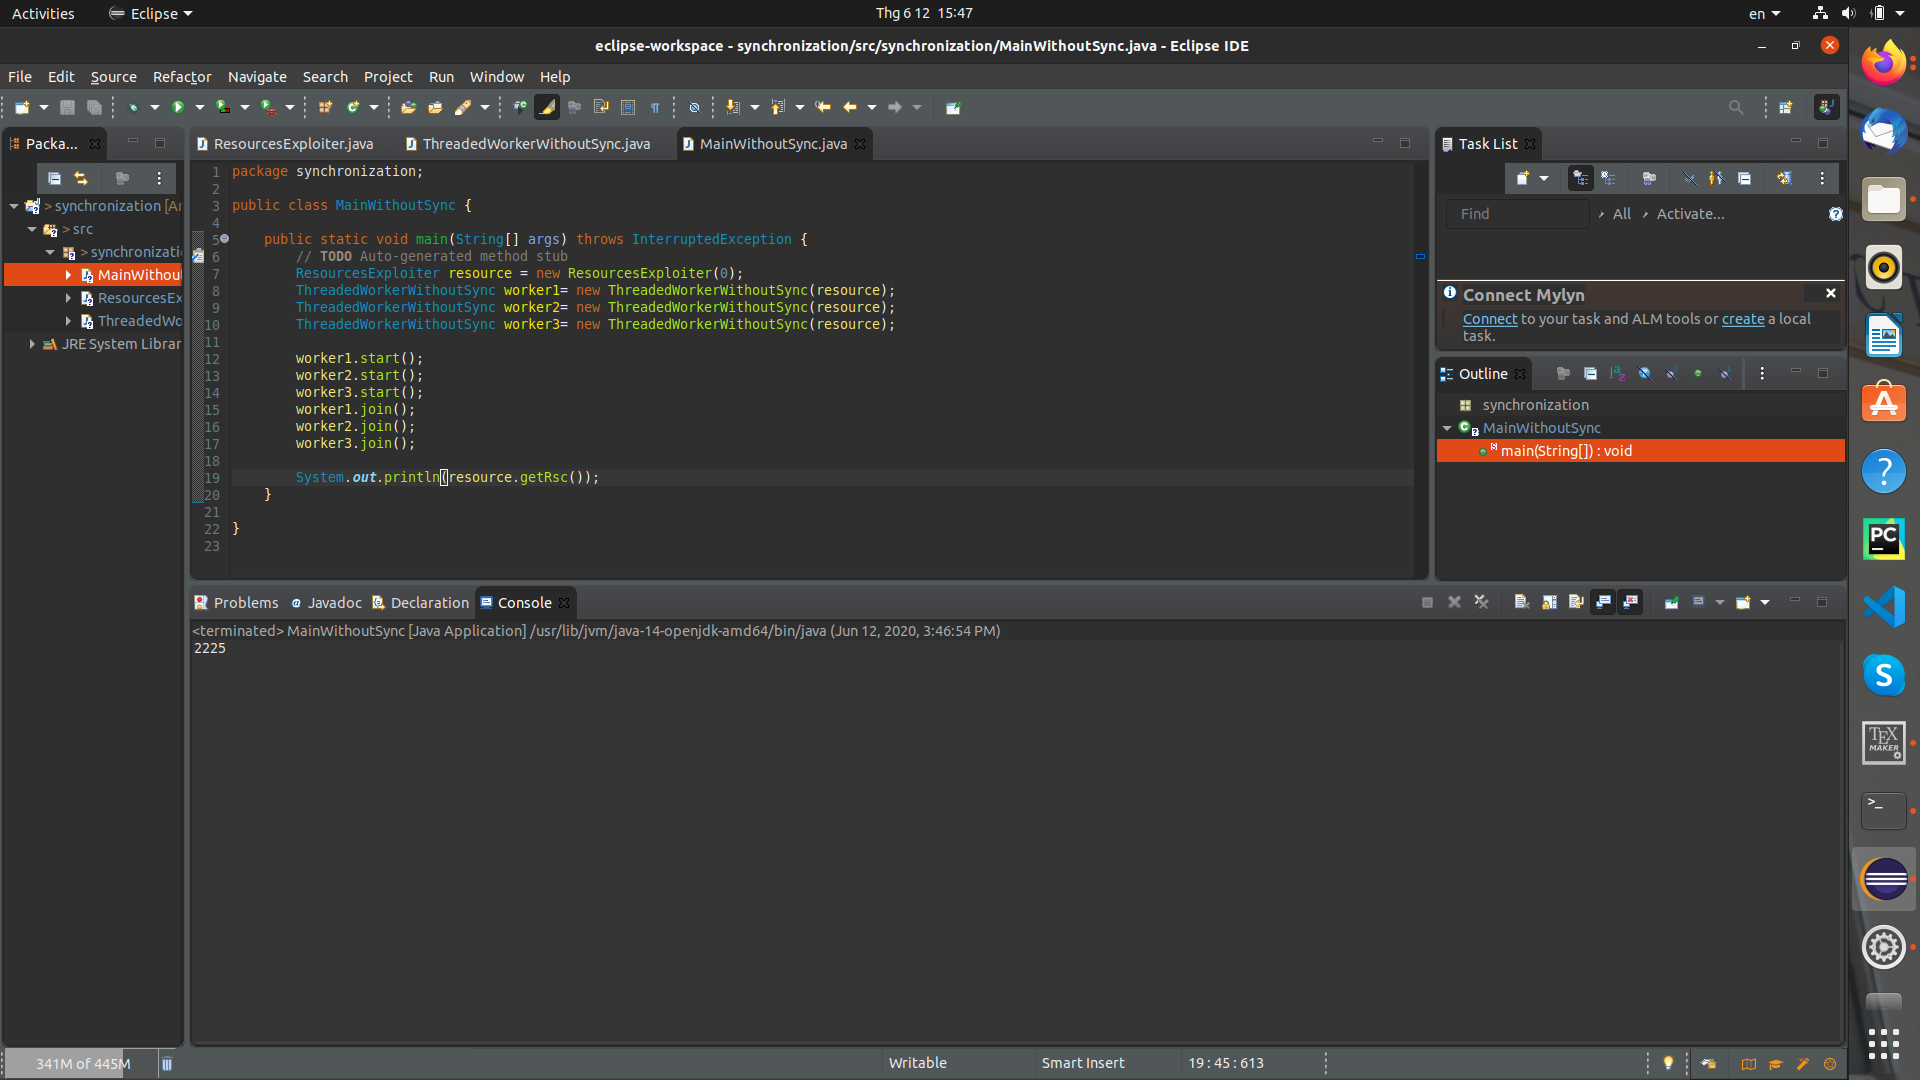 Activities Eclipse Thg 6 12 15:47 en
eclipse-workspace - synchronization/src/synchronization/MainWithoutSync.java - Eclipse IDE
File Edit Source Refactor Navigate Search Project Run Window Help
Packa... ResourcesExploiter.java ThreadedWorkerWithoutSync.java MainWithoutSync.java
> synchronization [Ar
> src
> synchronizati
MainWithou
ResourcesEx
ThreadedWo
JRE System Librar
1 package synchronization;
2
3 public class MainWithoutSync {
4
5 public static void main(String[] args) throws InterruptedException {
6 // TODO Auto-generated method stub
7 ResourcesExploiter resource = new ResourcesExploiter(0);
8 ThreadedWorkerWithoutSync worker1= new ThreadedWorkerWithoutSync(resource);
9 ThreadedWorkerWithoutSync worker2= new ThreadedWorkerWithoutSync(resource);
10 ThreadedWorkerWithoutSync worker3= new ThreadedWorkerWithoutSync(resource);
11
12 worker1.start();
13 worker2.start();
14 worker3.start();
15 worker1.join();
16 worker2.join();
17 worker3.join();
18
19 System.out.println(resource.getRsc());
20 }
21
22 }
23
Task List
Find All Activate...
Connect Mylyn
Connect to your task and ALM tools or create a local
task.
Outline
synchronization
MainWithoutSync
main(String[]) : void
Problems Javadoc Declaration Console
<terminated> MainWithoutSync [Java Application] /usr/lib/jvm/java-14-openjdk-amd64/bin/java (Jun 12, 2020, 3:46:54 PM)
2225
PC
S
TEX
MAKER
>_
341M of 445M Writable Smart Insert 19 : 45 : 613